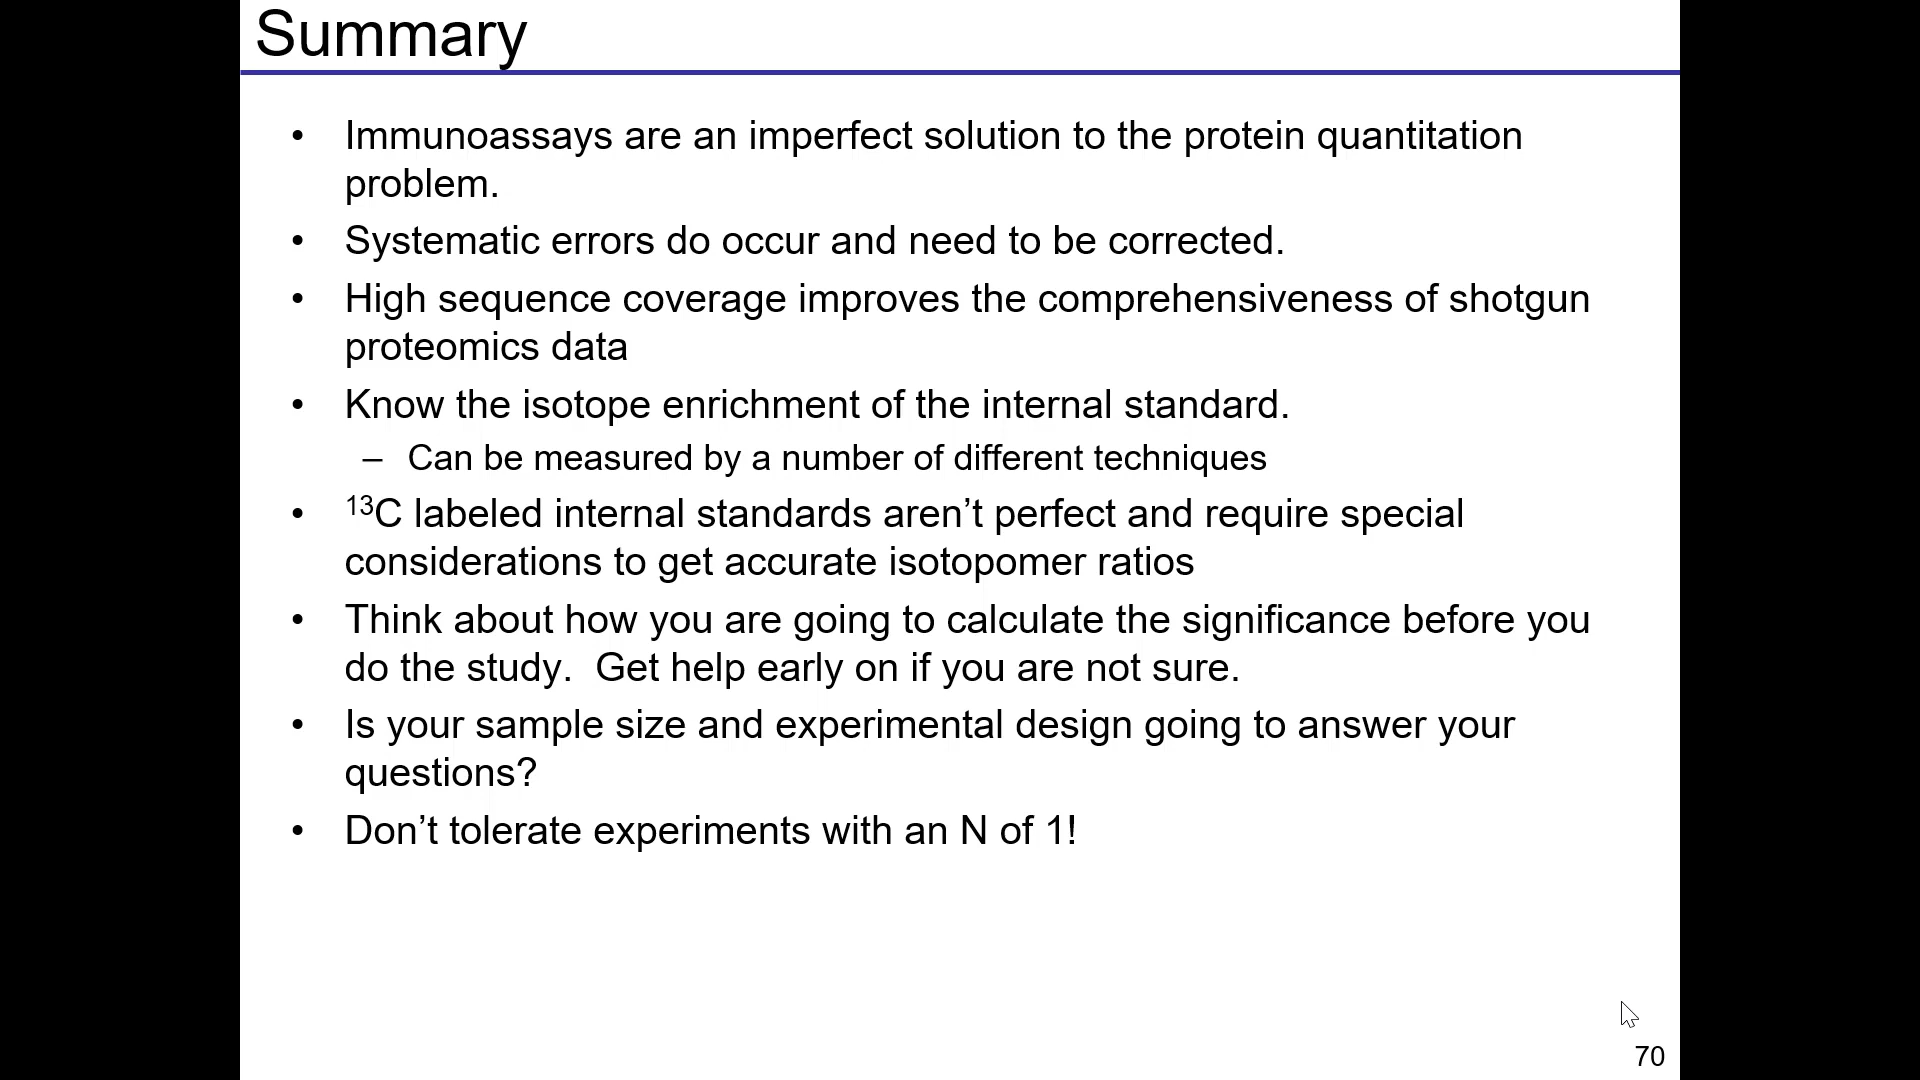 Summary
• Immunoassays are an imperfect solution to the protein quantitation
problem.
• Systematic errors do occur and need to be corrected.
• High sequence coverage improves the comprehensiveness of shotgun
proteomics data
• Know the isotope enrichment of the internal standard.
– Can be measured by a number of different techniques
• ¹³C labeled internal standards aren’t perfect and require special
considerations to get accurate isotopomer ratios
• Think about how you are going to calculate the significance before you
do the study.  Get help early on if you are not sure.
• Is your sample size and experimental design going to answer your
questions?
• Don’t tolerate experiments with an N of 1!
70